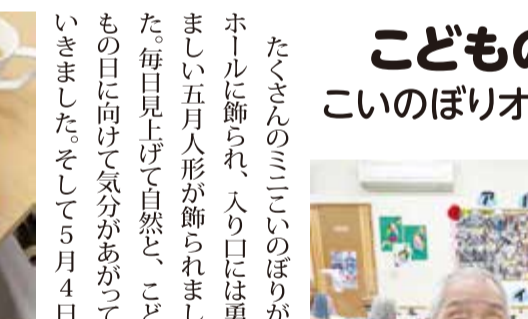 こどもの
こいのぼりオ
たくさんのミニこいのぼりが
ホールに飾られ、入り口には勇
ましい五月人形が飾られまし
た。毎日見上げて自然と、こど
もの日に向けて気分があがって
いきました。そして5月4日
ア
イ